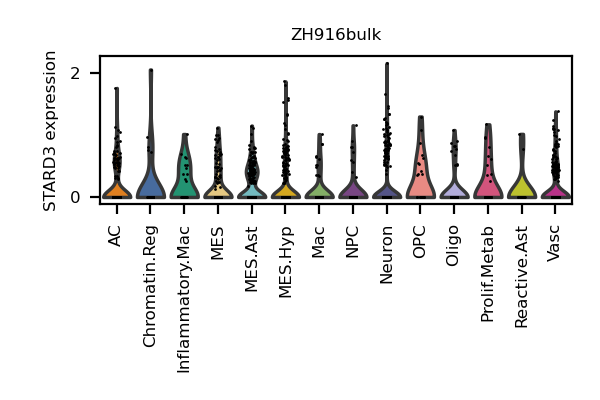 ZH916bulk
STARD3 expression
2
0
AC
Chromatin.Reg
Inflammatory.Mac
MES
MES.Ast
MES.Hyp
Mac
NPC
Neuron
OPC
Oligo
Prolif.Metab
Reactive.Ast
Vasc